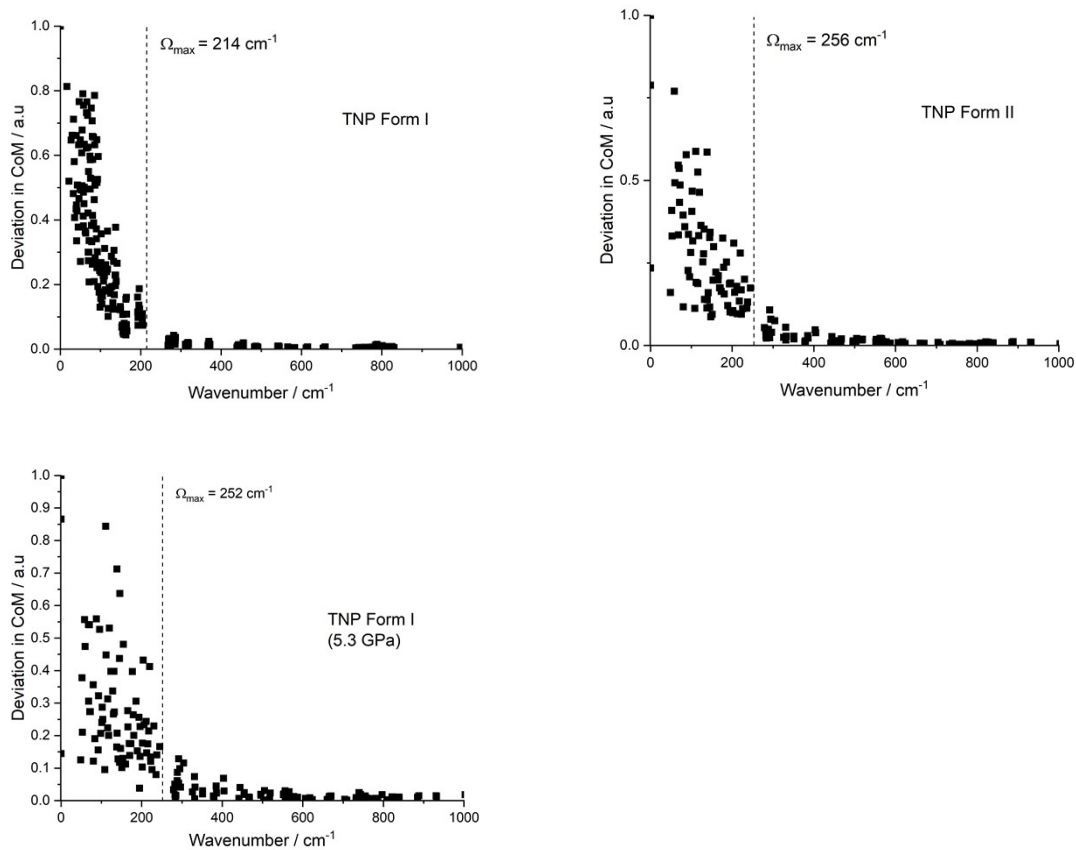 Ωmax = 214 cm-1
TNP Form I
Deviation in CoM / a.u
1.0
0.8
0.6
0.4
0.2
0.0
0
200
400
600
800
1000
Wavenumber / cm-1
Ωmax = 256 cm-1
TNP Form II
Deviation in CoM / a.u
1.0
0.5
0.0
0
200
400
600
800
1000
Wavenumber / cm-1
Ωmax = 252 cm-1
TNP Form I
(5.3 GPa)
Deviation in CoM / a.u
1.0
0.9
0.8
0.7
0.6
0.5
0.4
0.3
0.2
0.1
0.0
0
200
400
600
800
1000
Wavenumber / cm-1